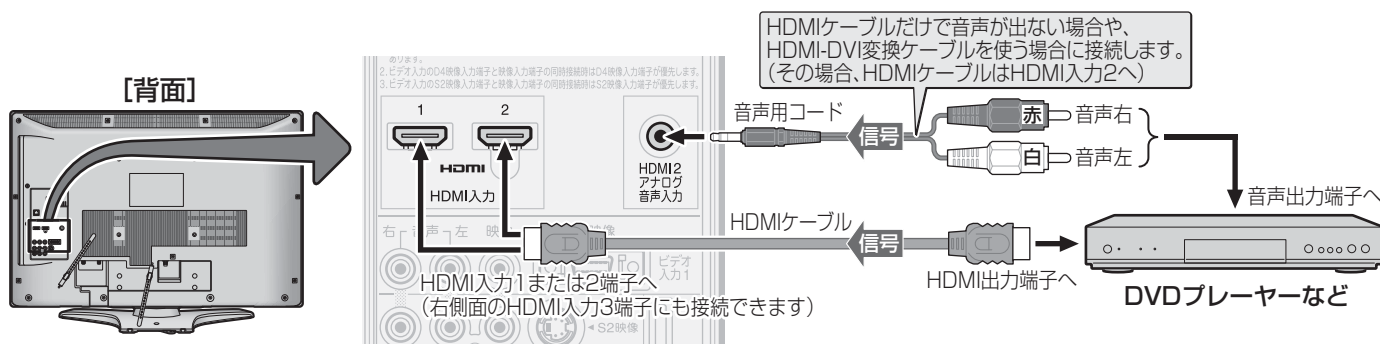 HDMIケーブルだけで音声が出ない場合や、
HDMI-DVI変換ケーブルを使う場合に接続します。
（その場合、HDMIケーブルはHDMI入力2へ）
あります。
2.ビデオ入力のD4映像入力端子と映像入力端子の同時接続時はD4映像入力端子が優先します。
3.ビデオ入力のS2映像入力端子と映像入力端子の同時接続時はS2映像入力端子が優先します。
［背面］
1
2
HDMI
HDMI入力
HDMI2
アナログ
音声入力
音声用コード
信号
赤
音声右
白
音声左
音声出力端子へ
右
音声
左
HDMIケーブル
信号
HDMI出力端子へ
DVDプレーヤーなど
ビデオ
入力1
HDMI入力1または2端子へ
（右側面のHDMI入力3端子にも接続できます）
S2映像